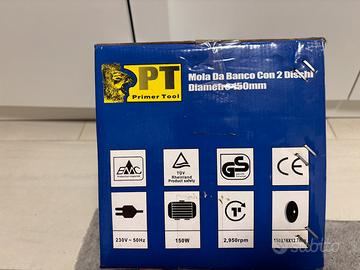 PT
Primer Tool
Mola Da Banco Con 2 Dischi
Diametro 150mm
EMC
TÜV
Rheinland
Product safety
GS
CE
230V ~ 50Hz
150W
2,950rpm
subito